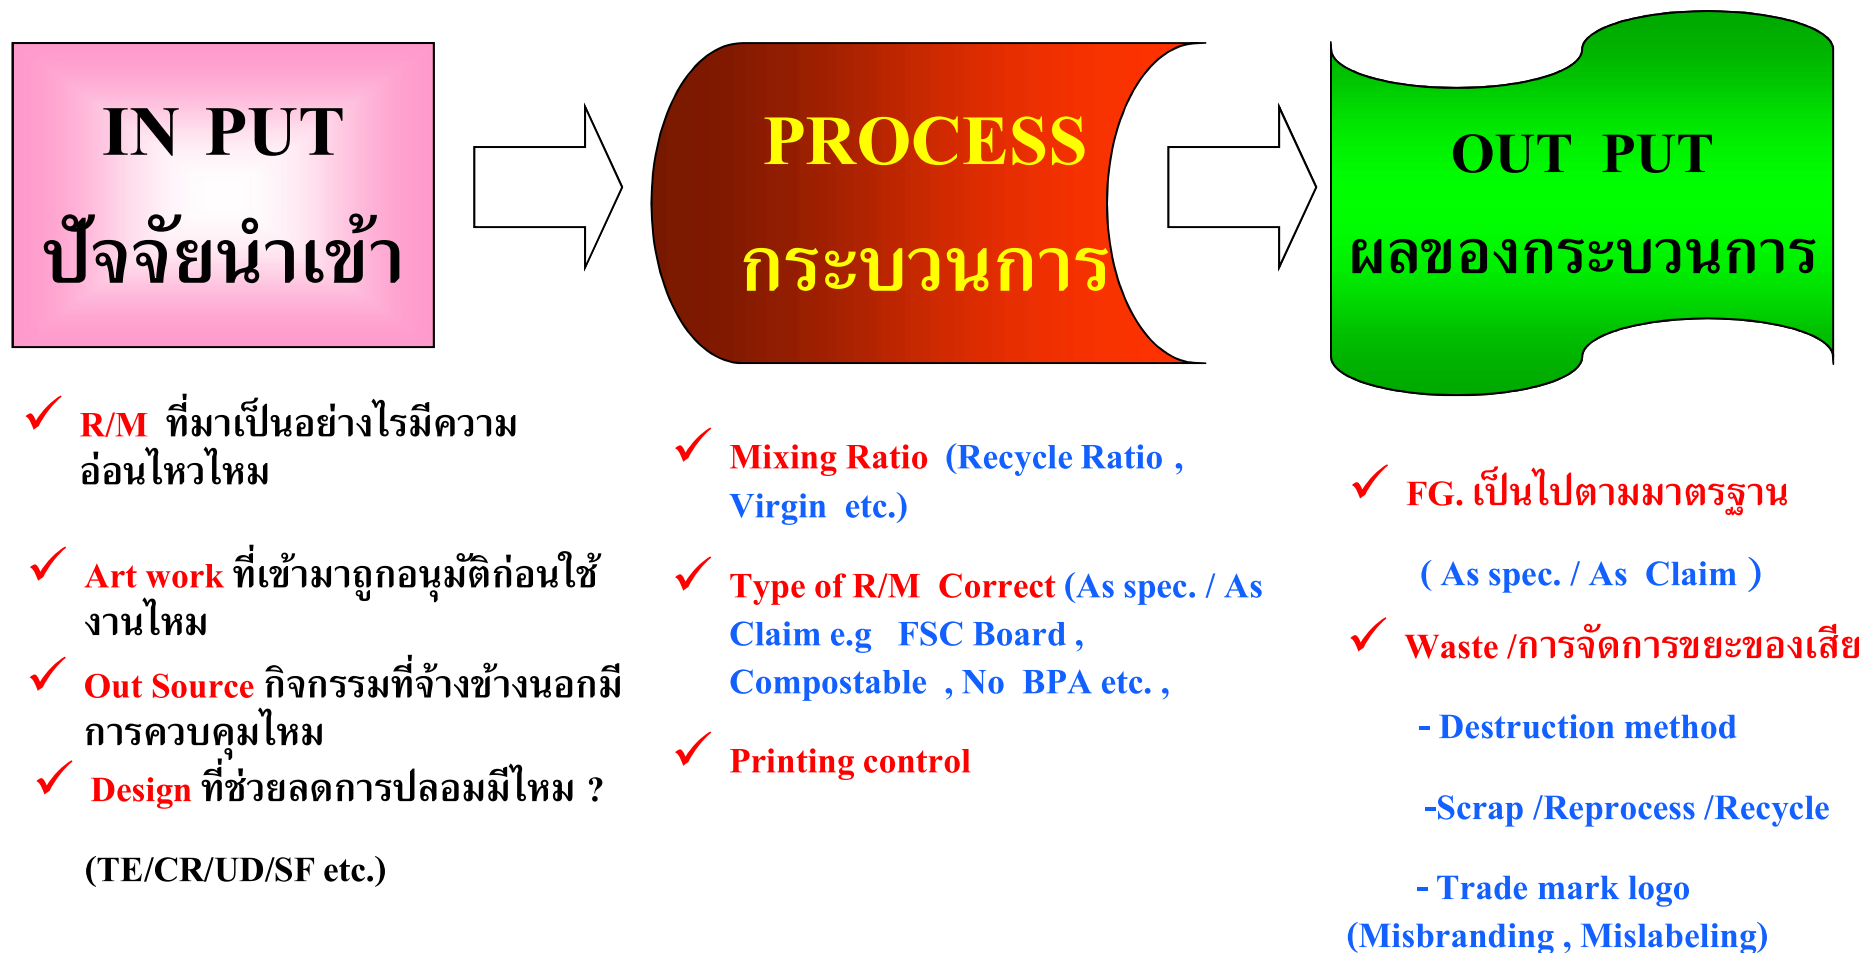 IN PUT
ปัจจัยนำเข้า
PROCESS
กระบวนการ
OUT PUT
ผลของกระบวนการ
R/M ที่มาเป็นอย่างไรมีความ
อ่อนไหวไหม
Art work ที่เข้ามาถูกอนุมัติก่อนใช้
งานไหม
Out Source กิจกรรมที่จ้างข้างนอกมี
การควบคุมไหม
Design ที่ช่วยลดการปลอมมีไหม ?
(TE/CR/UD/SF etc.)
Mixing Ratio (Recycle Ratio ,
Virgin etc.)
Type of R/M Correct (As spec. / As
Claim e.g FSC Board ,
Compostable , No BPA etc. ,
Printing control
FG. เป็นไปตามมาตรฐาน
( As spec. / As Claim )
Waste /การจัดการขยะของเสีย
- Destruction method
-Scrap /Reprocess /Recycle
- Trade mark logo
(Misbranding , Mislabeling)